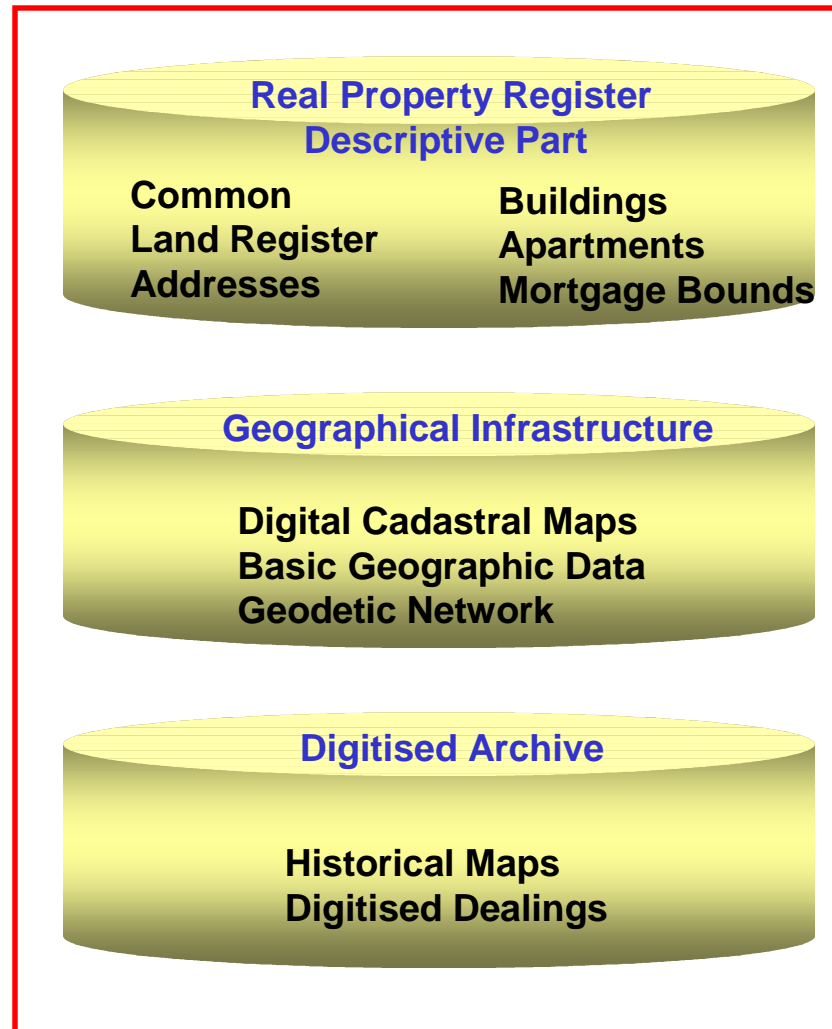 Real Property Register
Descriptive Part
Common
Land Register
Addresses
Buildings
Apartments
Mortgage Bounds
Geographical Infrastructure
Digital Cadastral Maps
Basic Geographic Data
Geodetic Network
Digitised Archive
Historical Maps
Digitised Dealings